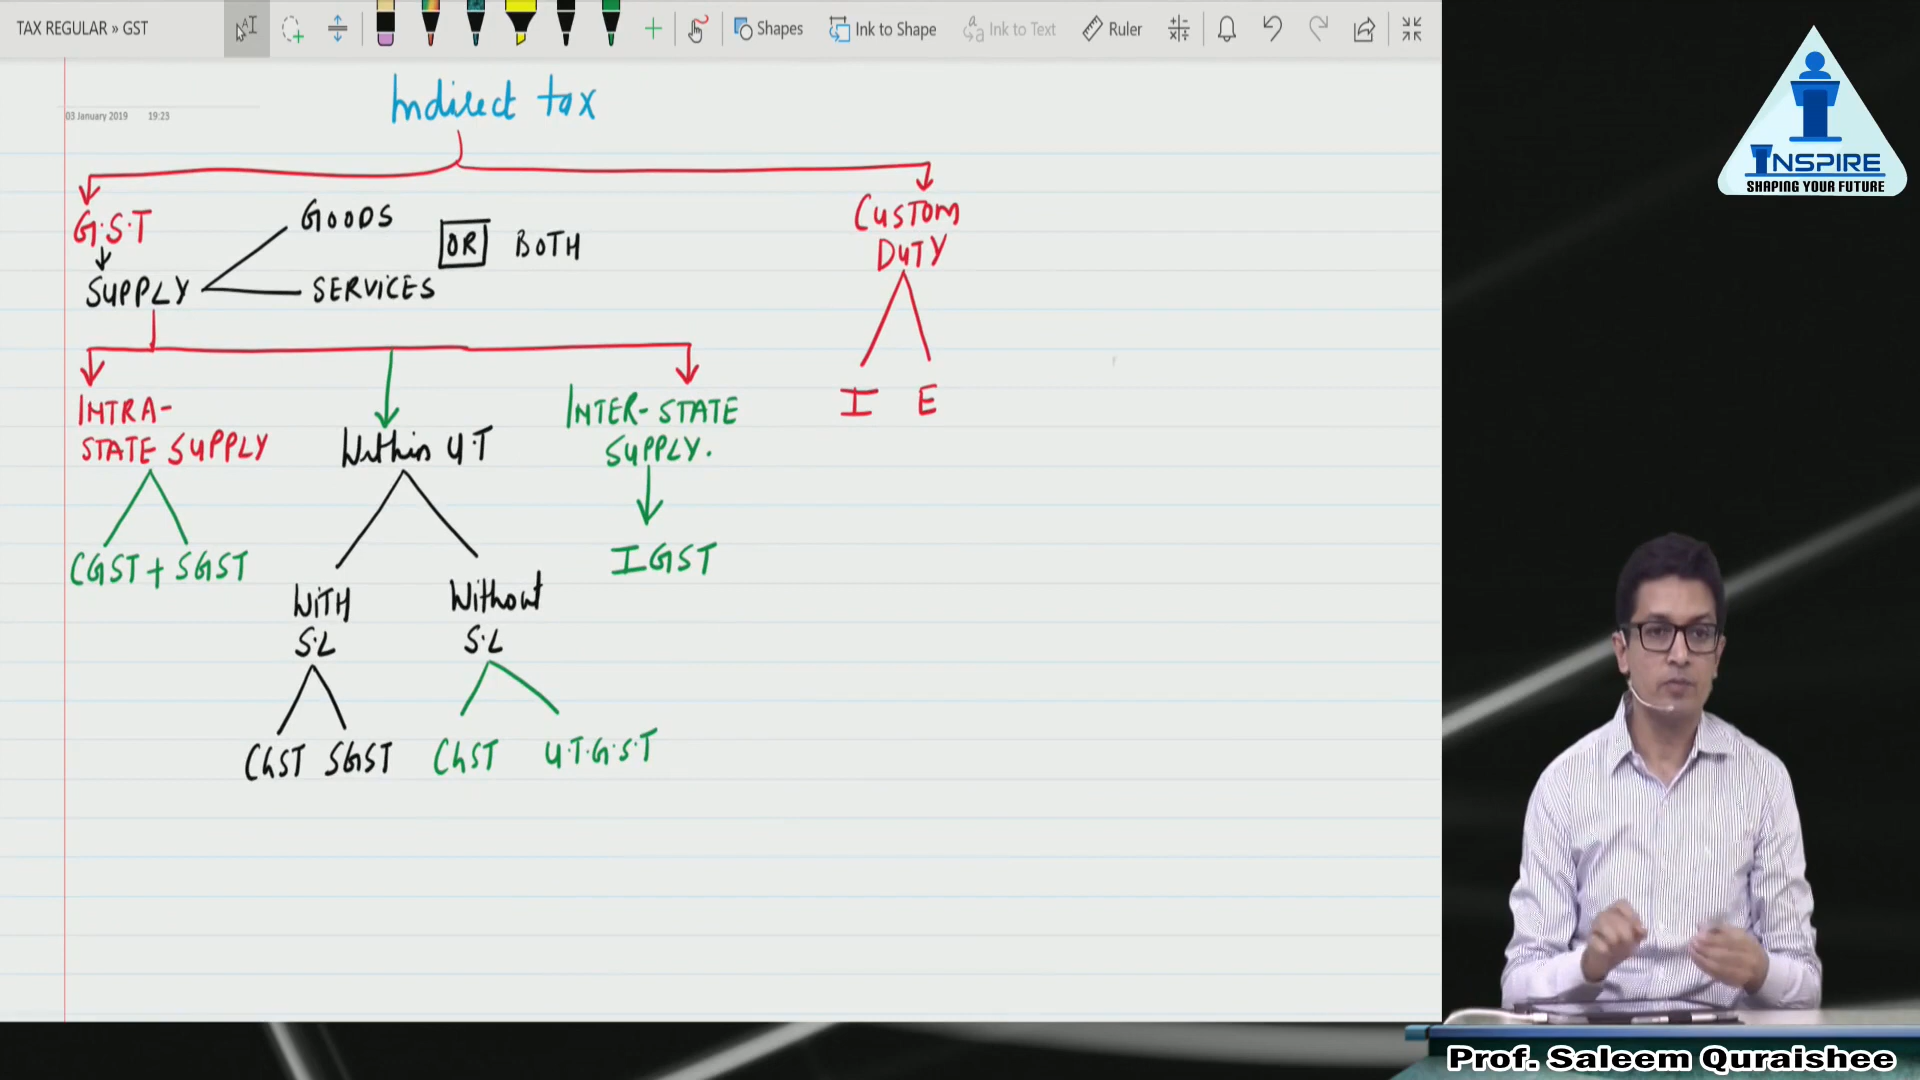 TAX REGULAR » GST
Shapes
Ink to Shape
Ink to Text
Ruler
03 January 2019 19:23
Indirect tax
G.S.T
GOODS
OR
BOTH
SUPPLY
SERVICES
CUSTOM
DUTY
I E
INTRA-
STATE SUPPLY
Within U.T
INTER-STATE
SUPPLY.
CGST + SGST
IGST
WITH
S.L
Without
S.L
CGST SGST
CGST U.T.G.S.T
INSPIRE
SHAPING YOUR FUTURE
Prof. Saleem Quraishee